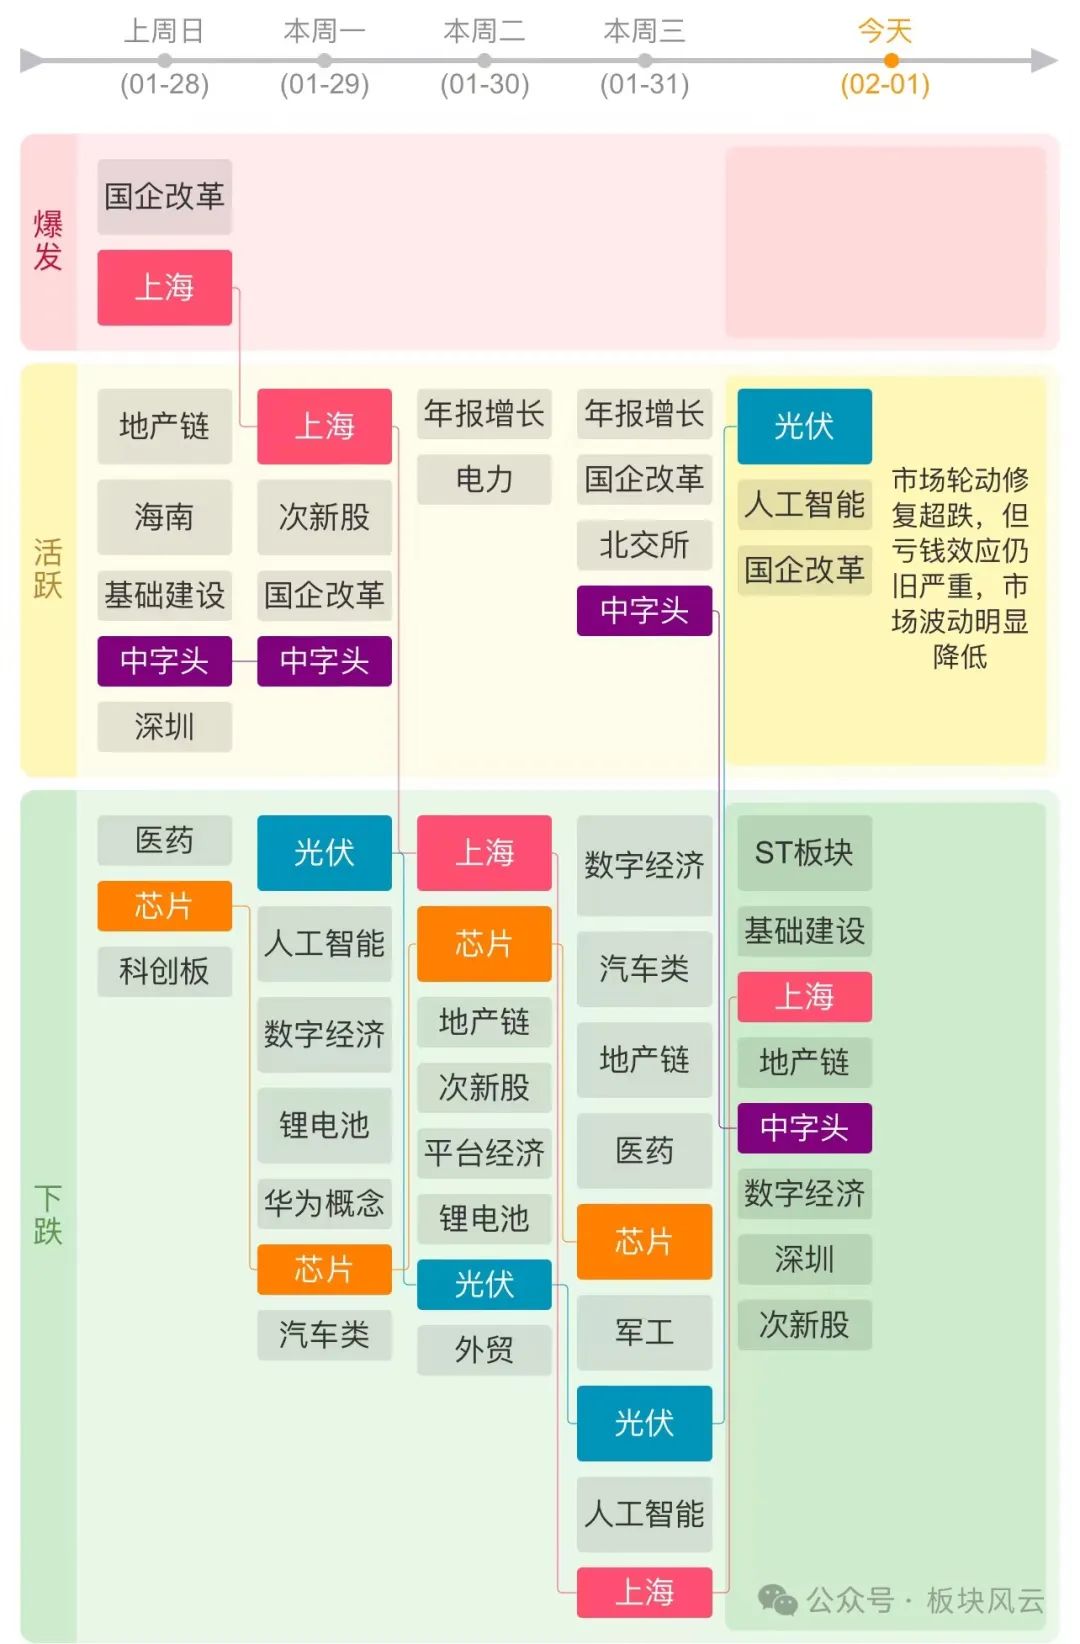 上周日
本周一
本周二
本周三
今天
(01-28)
(01-29)
(01-30)
(01-31)
(02-01)
爆发
国企改革
上海
活跃
地产链
海南
基础建设
中字头
深圳
上海
次新股
国企改革
中字头
年报增长
电力
年报增长
国企改革
北交所
中字头
光伏
人工智能
国企改革
市场轮动修
复超跌，但
亏钱效应仍
旧严重，市
场波动明显
降低
下跌
医药
芯片
科创板
光伏
人工智能
数字经济
锂电池
华为概念
芯片
汽车类
上海
芯片
地产链
次新股
平台经济
锂电池
光伏
外贸
数字经济
汽车类
地产链
医药
芯片
军工
光伏
人工智能
上海
ST板块
基础建设
上海
地产链
中字头
数字经济
深圳
次新股
公众号·板块风云